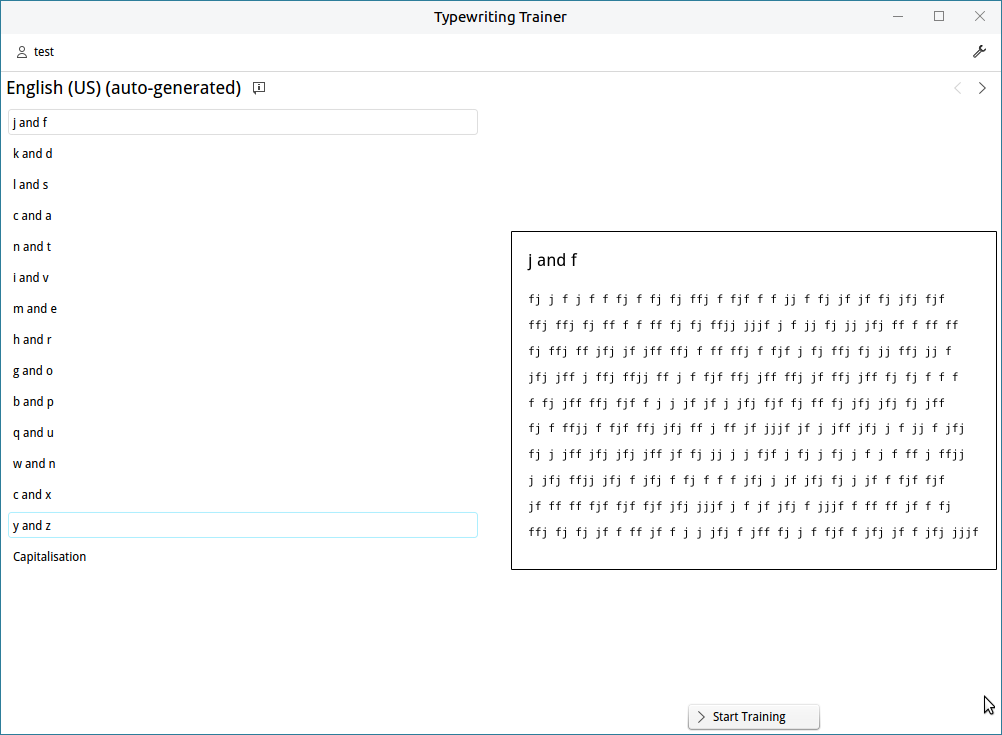 Typewriting Trainer
test
English (US) (auto-generated)
j and f
k and d
l and s
c and a
n and t
i and v
m and e
h and r
g and o
b and p
q and u
w and n
c and x
y and z
Capitalisation
j and f
fj j f j f f fj f fj fj ffj f fjf f f jj f fj jf jf fj jfj fjf
ffj ffj fj ff f f ff fj fj ffjj jjjf j f jj fj jj jfj ff f ff ff
fj ffj ff jfj jf jff ffj f ff ffj f fjf j fj ffj fj jj ffj jj f
jfj jff j ffj ffjj ff j f fjf ffj jff ffj jf ffj jff fj fj f f f
f fj jff ffj fjf f j j jf jf j jfj fjf fj ff fj jfj jfj fj jff
fj f ffjj f fjf ffj jfj ff j ff jf jjjf jf j jff jfj j f jj f jfj
fj j jff jfj jfj jff jf fj jj j j fjf j fj j fj j f j f ff j ffjj
j jfj ffjj jfj f jfj f fj f f f jfj j jf jfj fj j jf f fjf fjf
jf ff ff fjf fjf fjf jfj jjjf j f jf jfj f jjjf f ff ff jf f fj
ffj fj fj jf f ff jf f j j jfj f jff fj j f fjf f jfj jf f jfj jjjf
Start Training